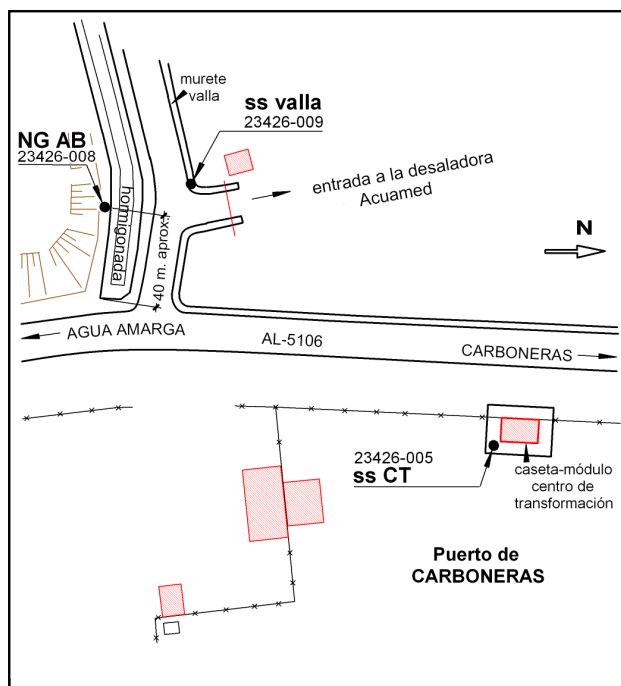 murete
valla
ss valla
23426-009
NG AB
23426-008
entrada a la desaladora
Acuamed
hormigonada
40 m. aprox.
N
AGUA AMARGA
AL-5106
CARBONERAS
23426-005
ss CT
caseta-módulo
centro de
transformación
Puerto de
CARBONERAS